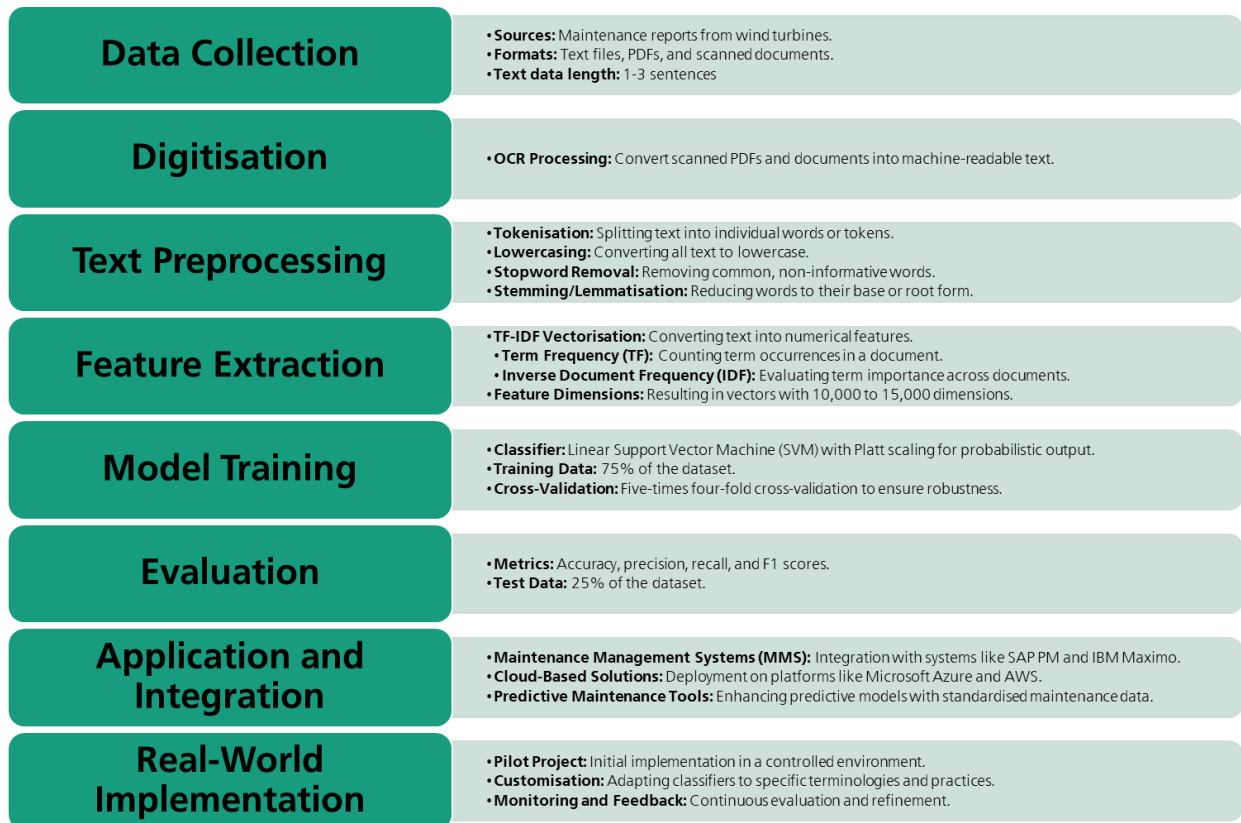 Data Collection
• Sources: Maintenance reports from wind turbines.
• Formats: Text files, PDFs, and scanned documents.
• Text data length: 1-3 sentences
Digitisation
• OCR Processing: Convert scanned PDFs and documents into machine-readable text.
Text Preprocessing
• Tokenisation: Splitting text into individual words or tokens.
• Lowercasing: Converting all text to lowercase.
• Stopword Removal: Removing common, non-informative words.
• Stemming/Lemmatisation: Reducing words to their base or root form.
Feature Extraction
• TF-IDF Vectorisation: Converting text into numerical features.
• Term Frequency (TF): Counting term occurrences in a document.
• Inverse Document Frequency (IDF): Evaluating term importance across documents.
• Feature Dimensions: Resulting in vectors with 10,000 to 15,000 dimensions.
Model Training
• Classifier: Linear Support Vector Machine (SVM) with Platt scaling for probabilistic output.
• Training Data: 75% of the dataset.
• Cross-Validation: Five-times four-fold cross-validation to ensure robustness.
Evaluation
• Metrics: Accuracy, precision, recall, and F1 scores.
• Test Data: 25% of the dataset.
Application and
Integration
• Maintenance Management Systems (MMS): Integration with systems like SAP PM and IBM Maximo.
• Cloud-Based Solutions: Deployment on platforms like Microsoft Azure and AWS.
• Predictive Maintenance Tools: Enhancing predictive models with standardised maintenance data.
Real-World
Implementation
• Pilot Project: Initial implementation in a controlled environment.
• Customisation: Adapting classifiers to specific terminologies and practices.
• Monitoring and Feedback: Continuous evaluation and refinement.